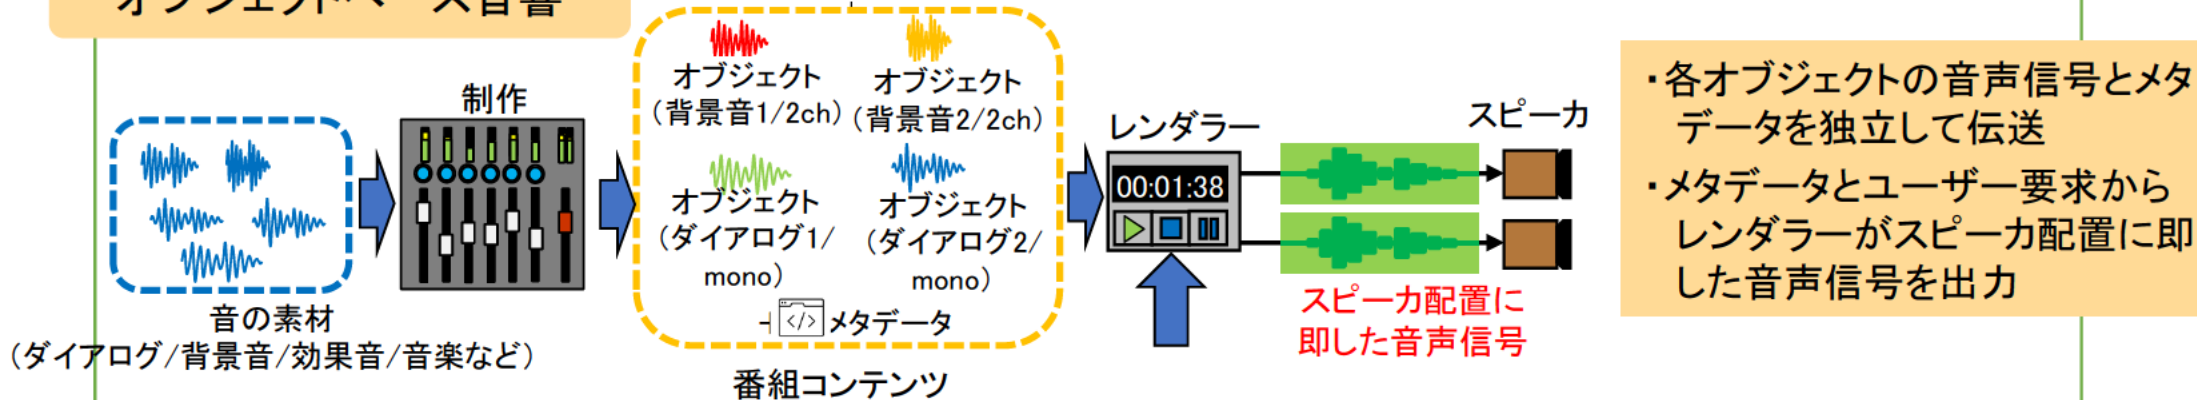 オブジェクトベース音響
制作
音の素材
（ダイアログ/背景音/効果音/音楽など）
オブジェクト
（背景音1/2ch）
オブジェクト
（背景音2/2ch）
オブジェクト
（ダイアログ1/
mono）
オブジェクト
（ダイアログ2/
mono）
</>
メタデータ
番組コンテンツ
レンダラー
00:01:38
スピーカ
スピーカ配置に
即した音声信号
・各オブジェクトの音声信号とメタ
データを独立して伝送
・メタデータとユーザー要求から
レンダラーがスピーカ配置に即
した音声信号を出力